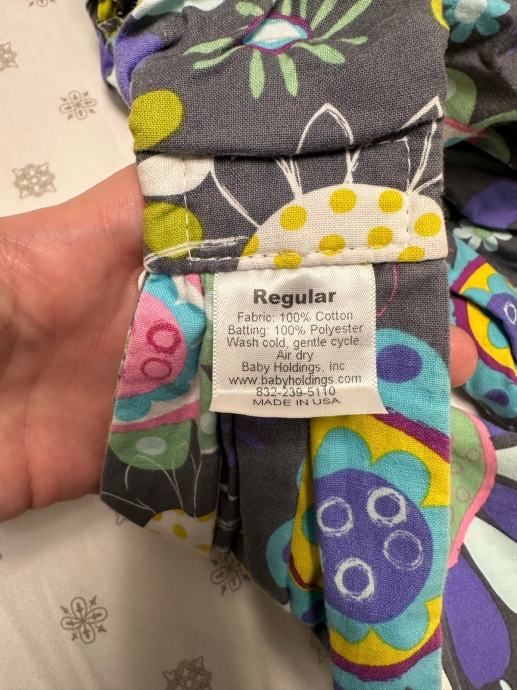 Regular
Fabric: 100% Cotton
Batting: 100% Polyester
Wash cold, gentle cycle,
Air dry
Baby Holdings, Inc.
www.babyholdings.com
832-239-5110
MADE IN USA